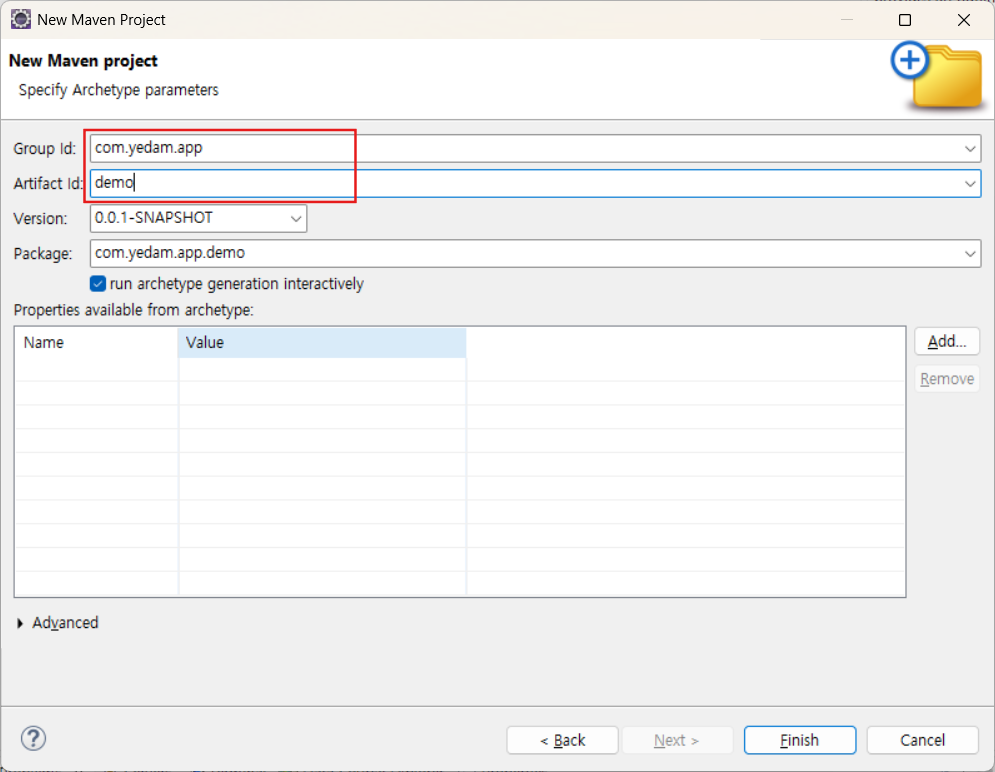 New Maven Project
New Maven project
Specify Archetype parameters
Group Id: com.yedam.app
Artifact Id: demo
Version: 0.0.1-SNAPSHOT
Package: com.yedam.app.demo
run archetype generation interactively
Properties available from archetype:
Name Value
Add...
Remove
Advanced
? < Back Next > Finish Cancel